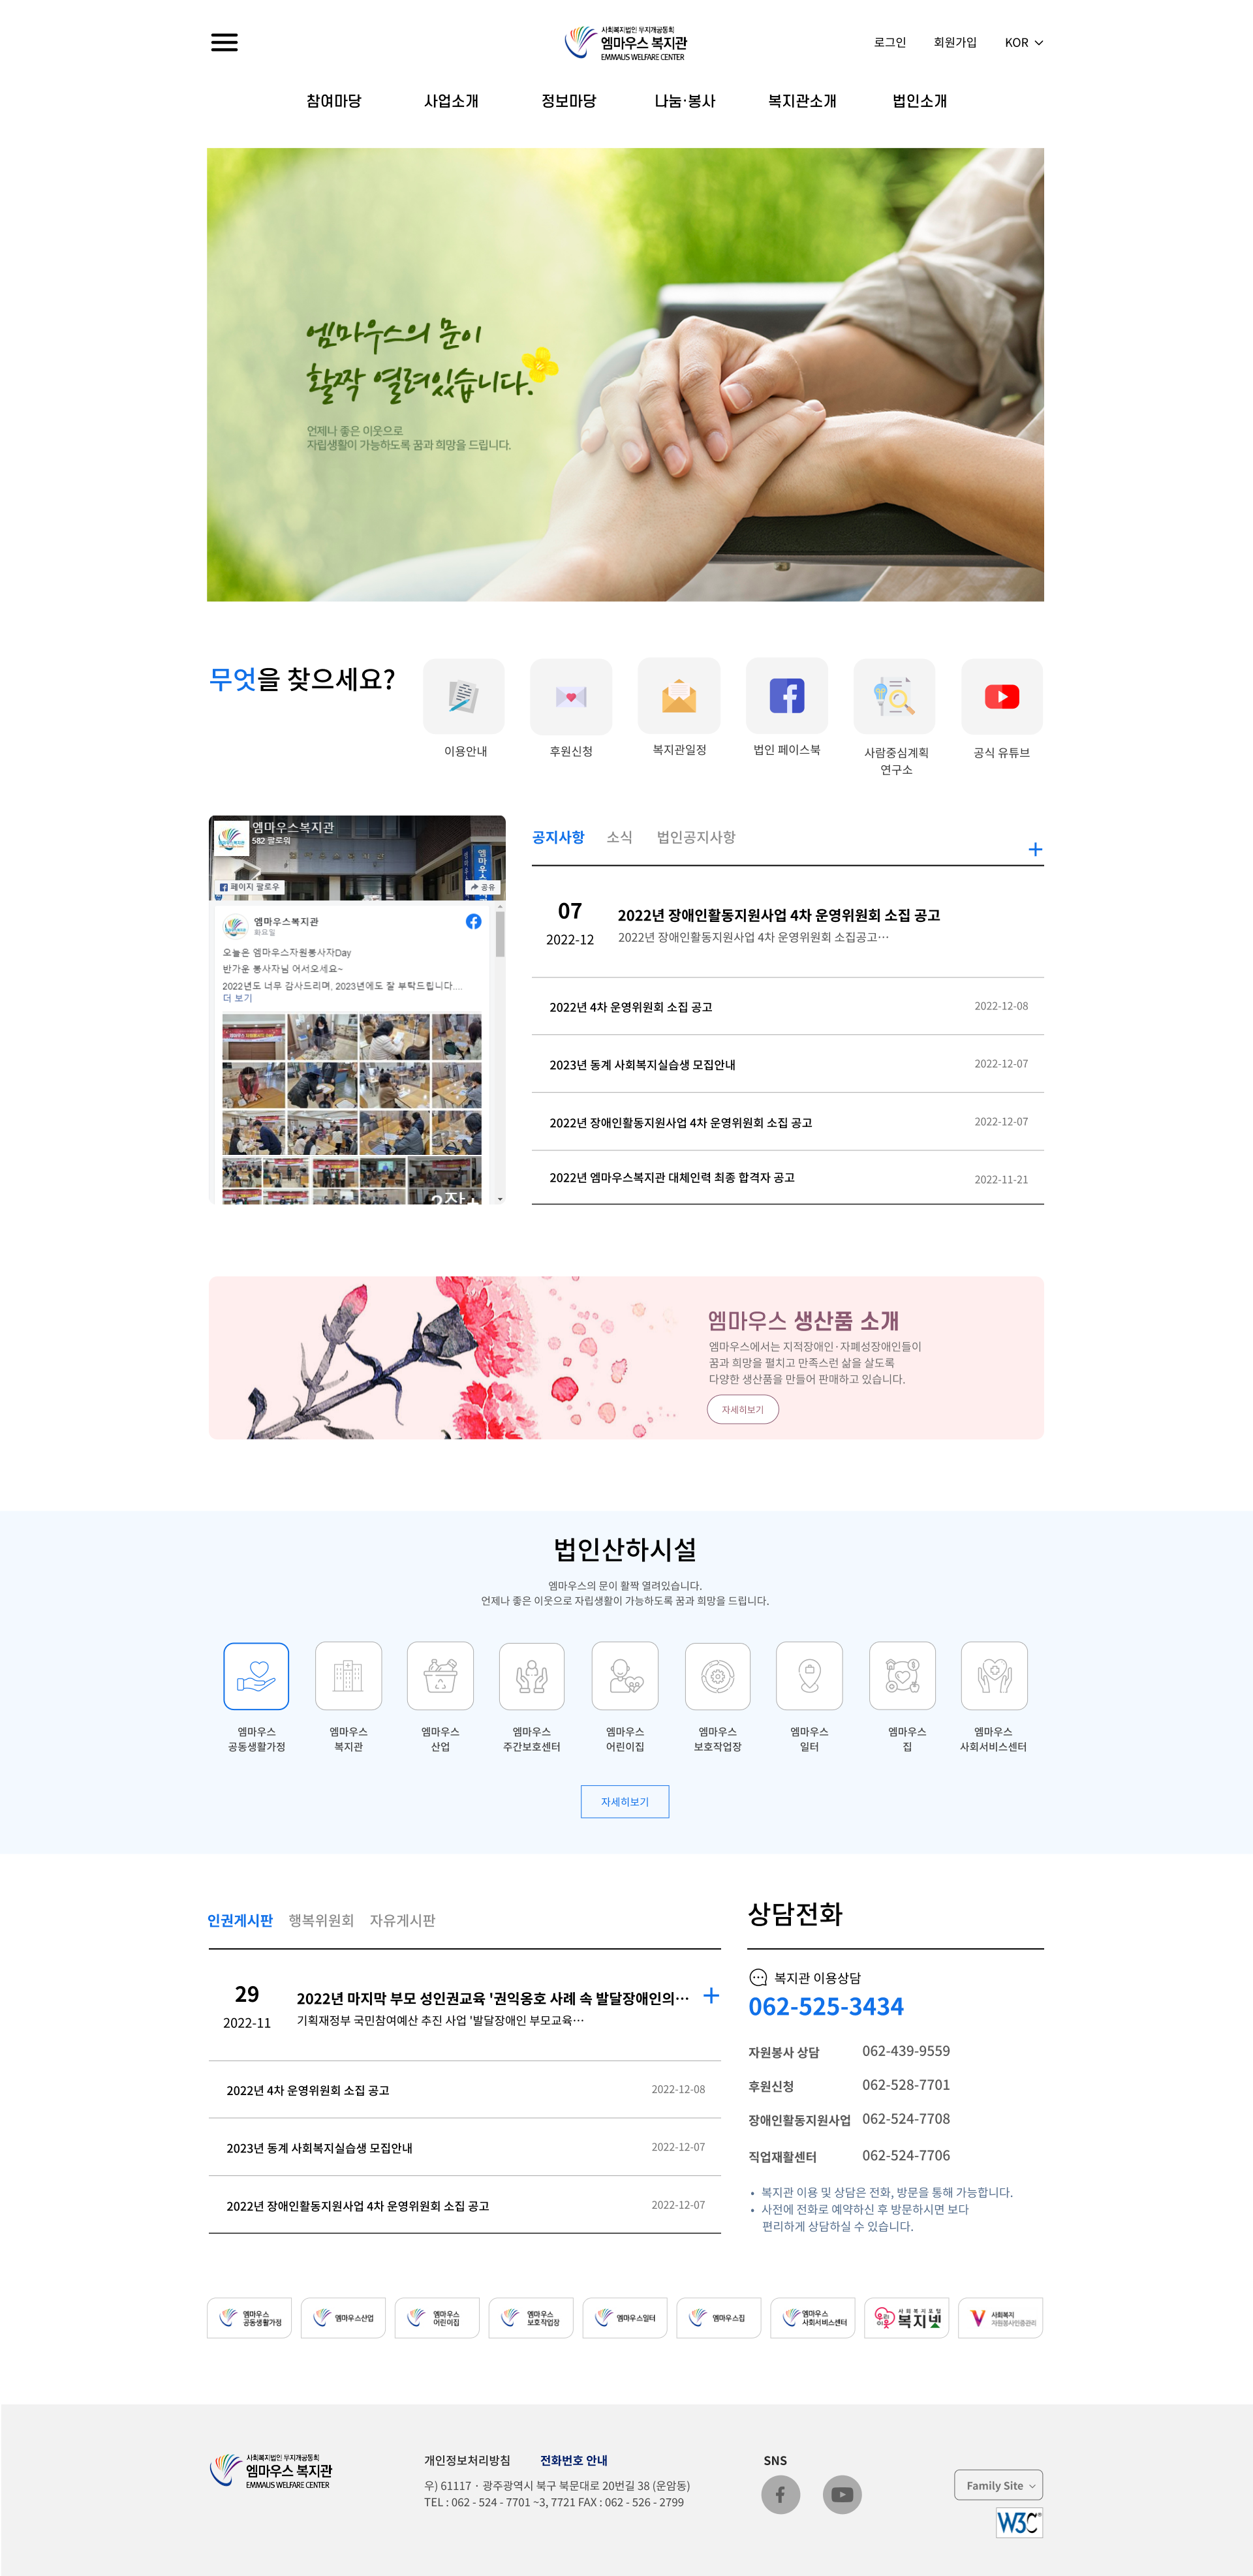 사회복지법인 무지개공동회
엠마우스 복지관
EMMAUS WELFARE CENTER
로그인 회원가입 KOR
참여마당 사업소개 정보마당 나눔·봉사 복지관소개 법인소개
엠마우스의 문이
활짝 열려있습니다.
언제나 좋은 이웃으로
자립생활이 가능하도록 꿈과 희망을 드립니다.
무엇을 찾으세요?
이용안내
후원신청
복지관일정
법인 페이스북
사람중심계획
연구소
공식 유튜브
엠마우스복지관
582 팔로워
페이지 팔로우
공유
엠마우스복지관
화요일
오늘은 엠마우스자원봉사자Day
반가운 봉사자님 어서오세요~
2022년도 너무 감사드리며, 2023년에도 잘 부탁드립니다....
더 보기
공지사항 소식 법인공지사항
07
2022-12
2022년 장애인활동지원사업 4차 운영위원회 소집 공고
2022년 장애인활동지원사업 4차 운영위원회 소집공고…
2022년 4차 운영위원회 소집 공고 2022-12-08
2023년 동계 사회복지실습생 모집안내 2022-12-07
2022년 장애인활동지원사업 4차 운영위원회 소집 공고 2022-12-07
2022년 엠마우스복지관 대체인력 최종 합격자 공고 2022-11-21
엠마우스 생산품 소개
엠마우스에서는 지적장애인·자폐성장애인들이
꿈과 희망을 펼치고 만족스런 삶을 살도록
다양한 생산품을 만들어 판매하고 있습니다.
자세히보기
법인산하시설
엠마우스의 문이 활짝 열려있습니다.
언제나 좋은 이웃으로 자립생활이 가능하도록 꿈과 희망을 드립니다.
엠마우스
공동생활가정
엠마우스
복지관
엠마우스
산업
엠마우스
주간보호센터
엠마우스
어린이집
엠마우스
보호작업장
엠마우스
일터
엠마우스
집
엠마우스
사회서비스센터
자세히보기
인권게시판 행복위원회 자유게시판
29
2022-11
2022년 마지막 부모 성인권교육 '권익옹호 사례 속 발달장애인의…
기획재정부 국민참여예산 추진 사업 '발달장애인 부모교육…
2022년 4차 운영위원회 소집 공고 2022-12-08
2023년 동계 사회복지실습생 모집안내 2022-12-07
2022년 장애인활동지원사업 4차 운영위원회 소집 공고 2022-12-07
상담전화
복지관 이용상담
062-525-3434
자원봉사 상담 062-439-9559
후원신청 062-528-7701
장애인활동지원사업 062-524-7708
직업재활센터 062-524-7706
• 복지관 이용 및 상담은 전화, 방문을 통해 가능합니다.
• 사전에 전화로 예약하신 후 방문하시면 보다
편리하게 상담하실 수 있습니다.
엠마우스
공동생활가정
엠마우스산업
엠마우스
어린이집
엠마우스
보호작업장
엠마우스일터
엠마우스집
엠마우스
사회서비스센터
사회복지포털
복지넷
사회복지
자원봉사인증관리
사회복지법인 무지개공동회
엠마우스 복지관
EMMAUS WELFARE CENTER
개인정보처리방침 전화번호 안내
우) 61117 · 광주광역시 북구 북문대로 20번길 38 (운암동)
TEL : 062 - 524 - 7701 ~3, 7721 FAX : 062 - 526 - 2799
SNS
Family Site
W3C